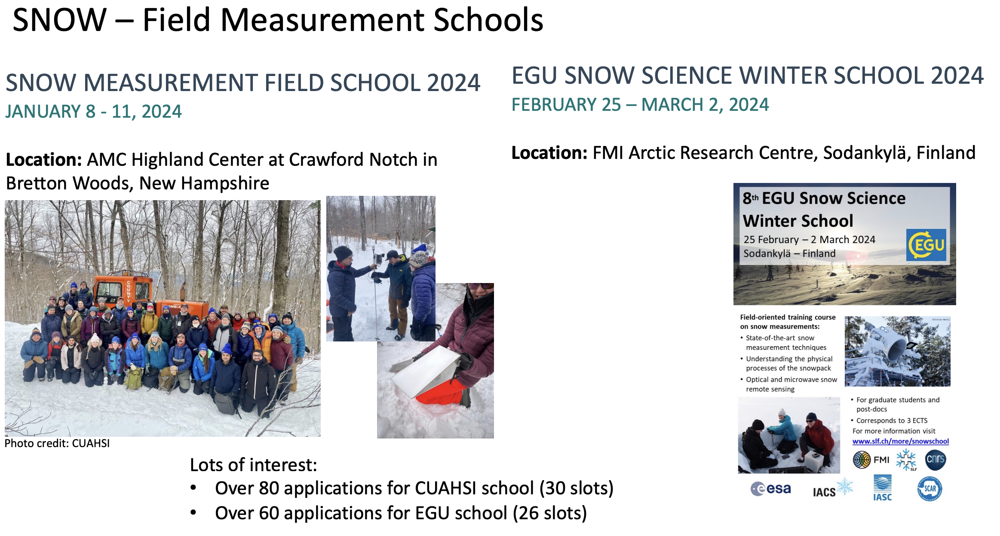 SNOW – Field Measurement Schools
SNOW MEASUREMENT FIELD SCHOOL 2024
JANUARY 8 - 11, 2024
Location: AMC Highland Center at Crawford Notch in
Bretton Woods, New Hampshire
COUNTY
SNO-C
Photo credit: CUAHSI
EGU SNOW SCIENCE WINTER SCHOOL 2024
FEBRUARY 25 – MARCH 2, 2024
Location: FMI Arctic Research Centre, Sodankylä, Finland
8th EGU Snow Science
Winter School
25 February – 2 March 2024
Sodankylä – Finland
EGU
Field-oriented training course
on snow measurements:
• State-of-the-art snow
measurement techniques
• Understanding the physical
processes of the snowpack
• Optical and microwave snow
remote sensing
• For graduate students and
post-docs
• Corresponds to 3 ECTS
For more information visit
www.slf.ch/more/snowschool
FMI
SLF
cnrs
esa
IACS
IASC
SCAR
Lots of interest:
• Over 80 applications for CUAHSI school (30 slots)
• Over 60 applications for EGU school (26 slots)